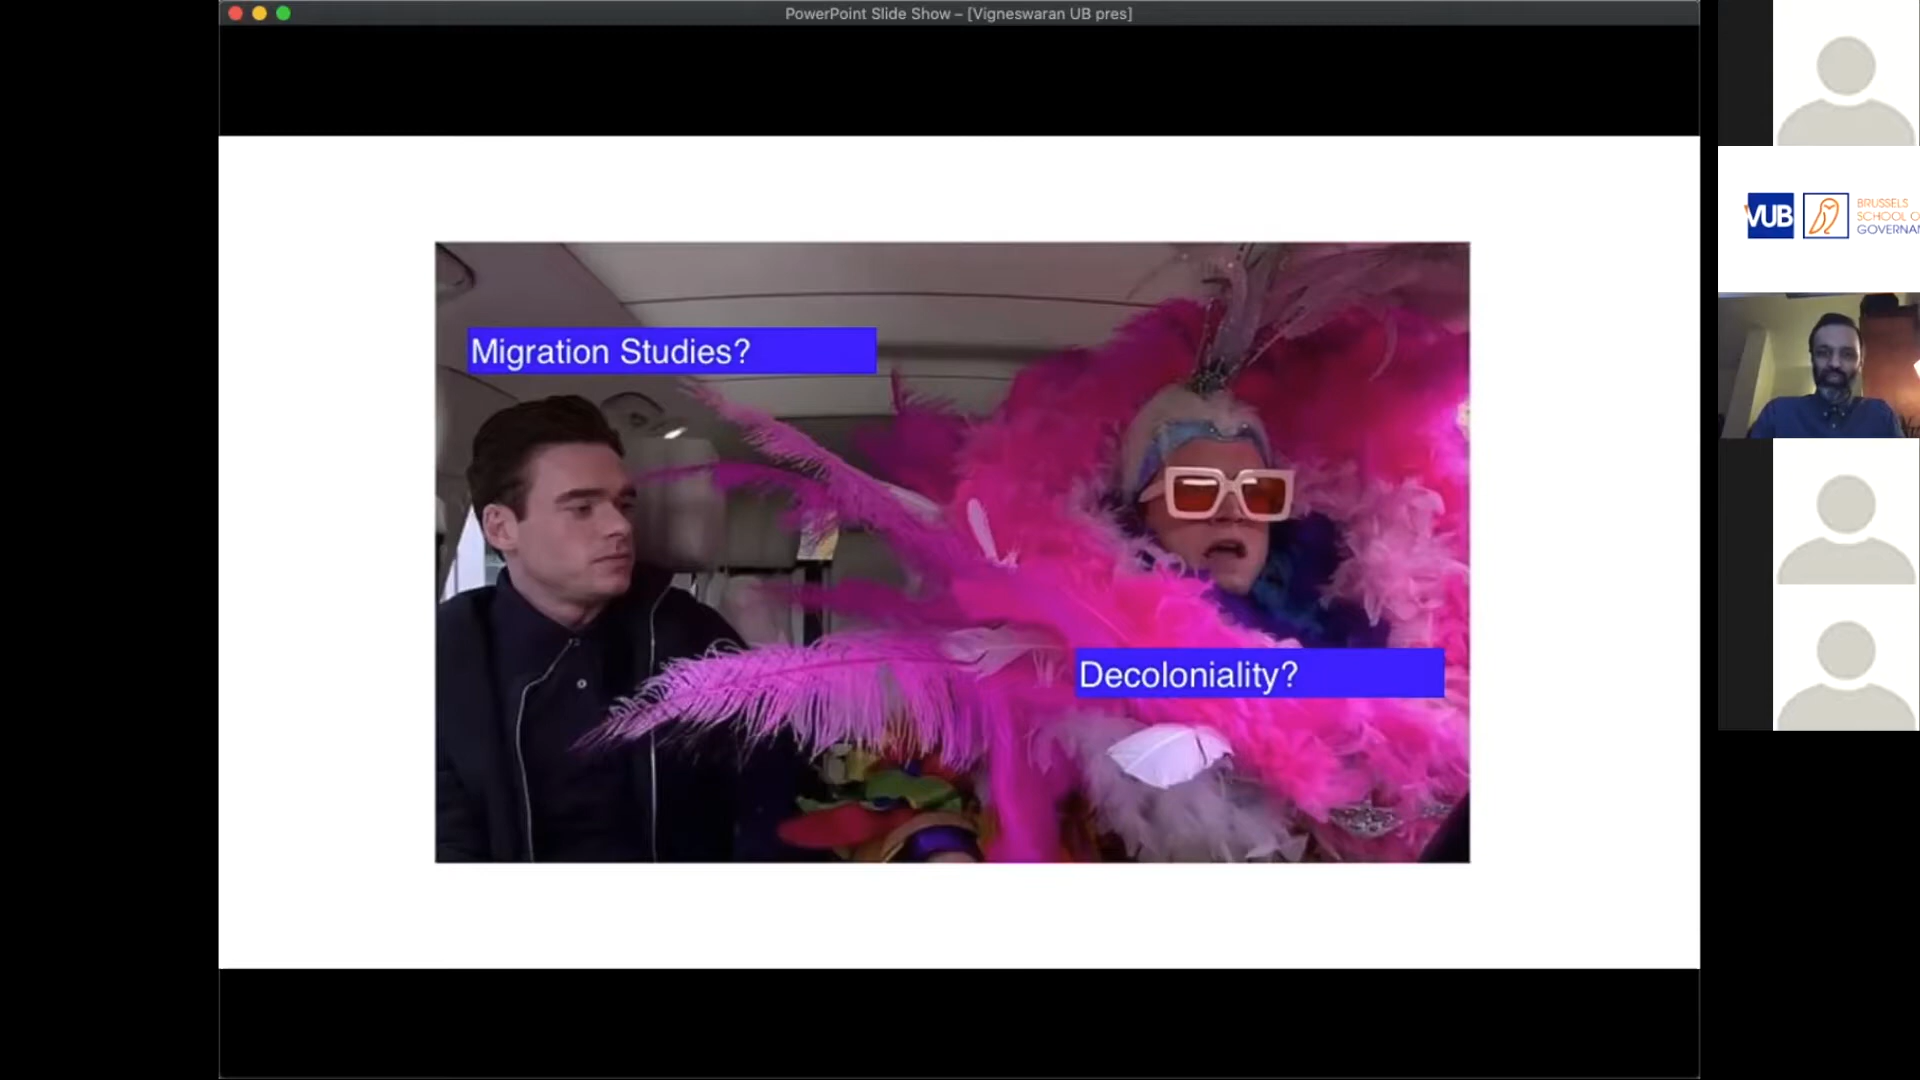 PowerPoint Slide Show – [Vigneswaran UB pres]
Migration Studies?
Decoloniality?
VUB
BRUSSELS
SCHOOL O
GOVERNA